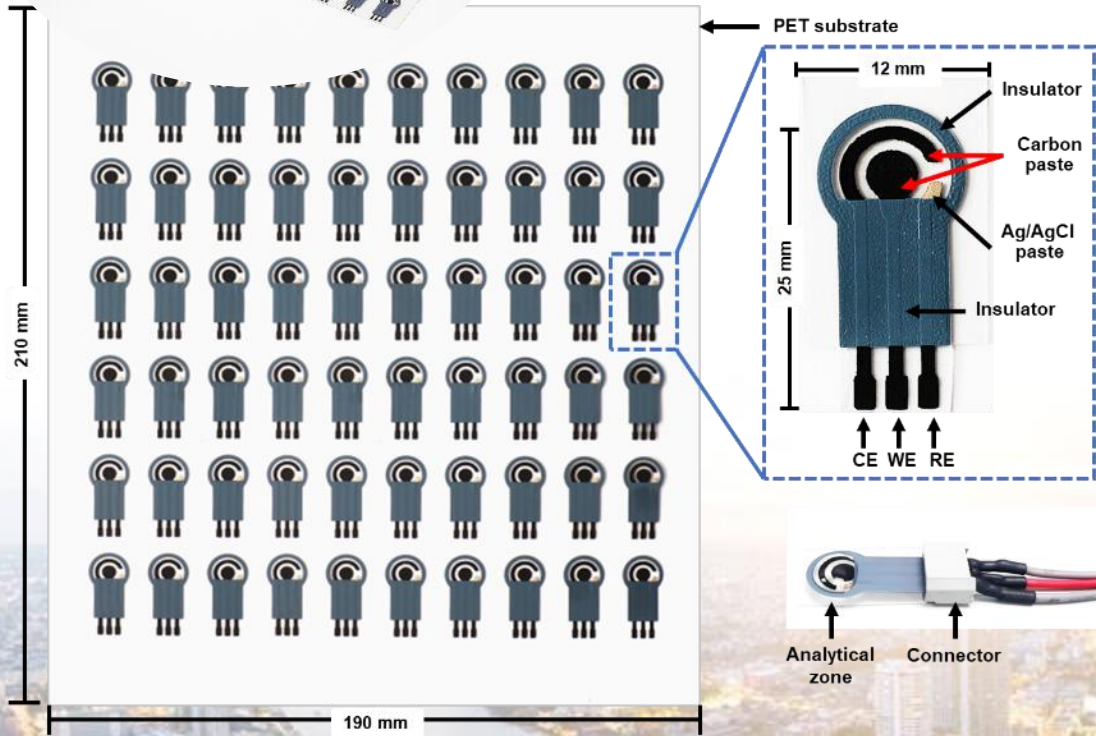 PET substrate
12 mm
Insulator
Carbon
paste
Ag/AgCl
paste
25 mm
Insulator
CE WE RE
210 mm
190 mm
Analytical
zone
Connector